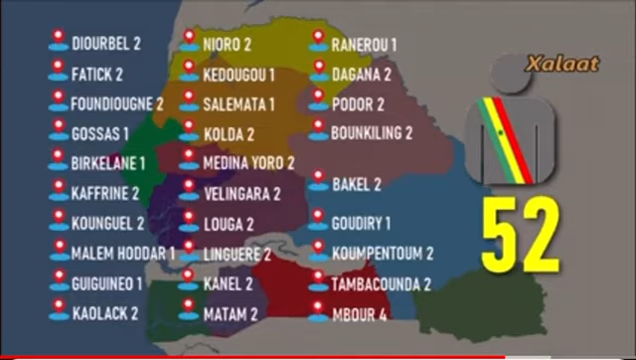 DIOURBEL 2
FATICK 2
FOUNDIOUGNE 2
GOSSAS 1
BIRKELANE 1
KAFFRINE 2
KOUNGUEL 2
MALEM HODDAR 1
GUIGUINEO 1
KAOLACK 2
NIORO 2
KEDOUGOU 1
SALEMATA 1
KOLDA 2
MEDINA YORO 2
VELINGARA 2
LOUGA 2
LINGUERE 2
KANEL 2
MATAM 2
RANEROU 1
DAGANA 2
PODOR 2
BOUNKILING 2
BAKEL 2
GOUDIRY 1
KOUMPENTOUM 2
TAMBACOUNDA 2
MBOUR 4
Xalaat
52